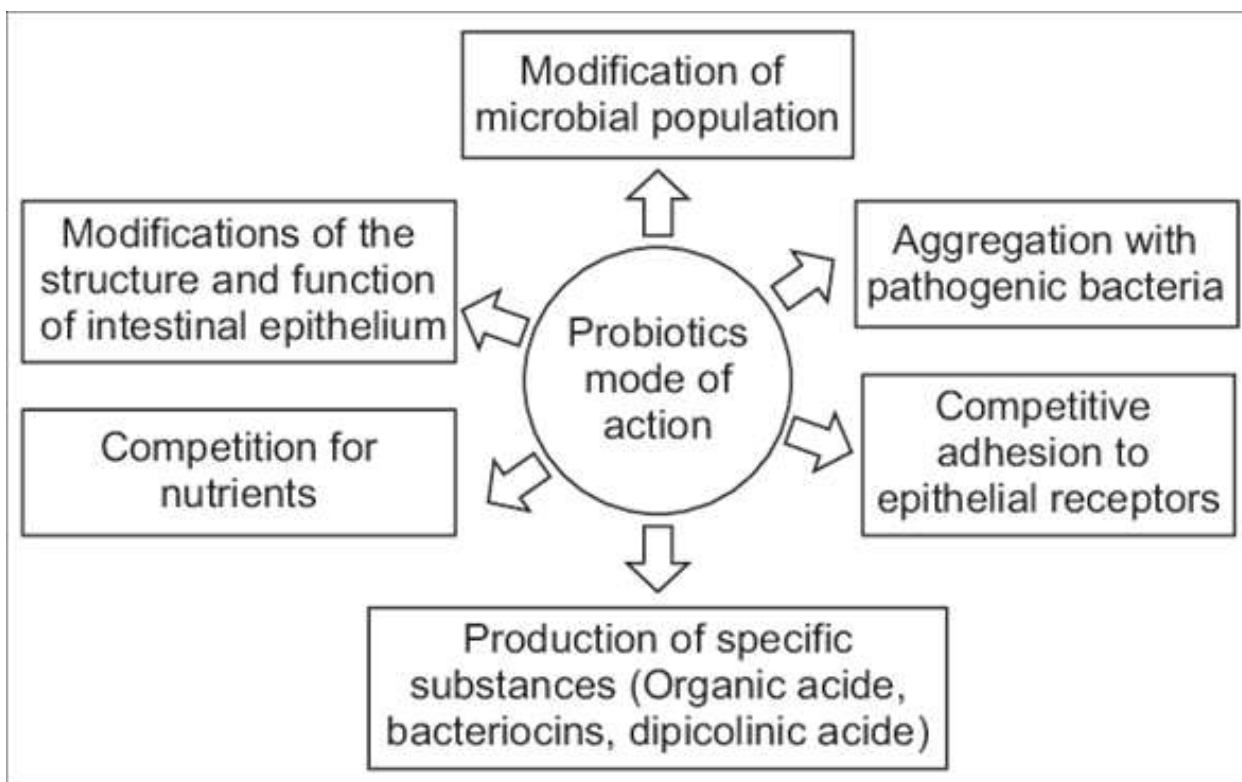 Modification of
microbial population
Modifications of the
structure and function
of intestinal epithelium
Aggregation with
pathogenic bacteria
Probiotics
mode of
action
Competition for
nutrients
Competitive
adhesion to
epithelial receptors
Production of specific
substances (Organic acide,
bacteriocins, dipicolinic acide)